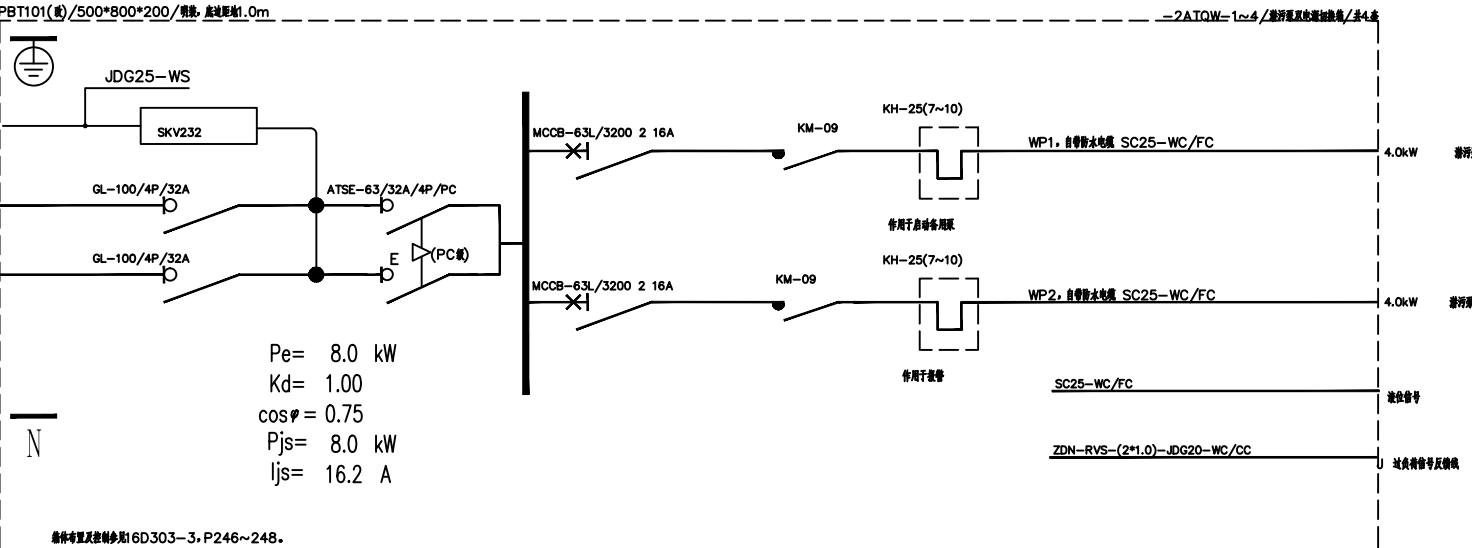 PBT101(改)/500*800*200/明装，底边距地1.0m
-2ATQW-1~4/潜污泵双电源切换箱/共4套
JDG25-WS
SKV232
KH-25(7~10)
KM-09
MCCB-63L/3200 2 16A
WP1，自带防水电缆 SC25-WC/FC
4.0kW
潜污
GL-100/4P/32A
ATSE-63/32A/4P/PC
作用于启动备用泵
GL-100/4P/32A
E
(PC级)
KH-25(7~10)
KM-09
MCCB-63L/3200 2 16A
WP2，自带防水电缆 SC25-WC/FC
4.0kW
潜污泵
Pe= 8.0 kW
Kd= 1.00
cosφ= 0.75
Pjs= 8.0 kW
Ijs= 16.2 A
作用于报警
SC25-WC/FC
液位信号
N
ZDN-RVS-(2*1.0)-JDG20-WC/CC
过负荷信号反馈线
箱体布置及控制参见16D303-3，P246~248。